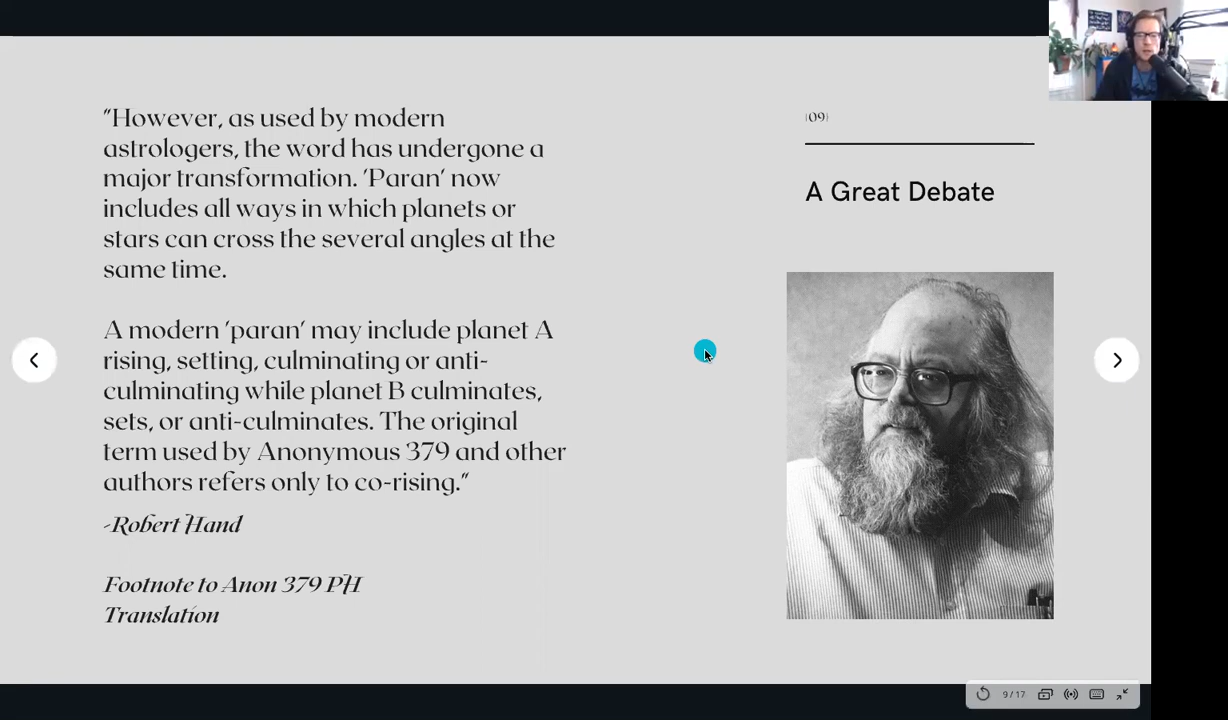 "However, as used by modern
astrologers, the word has undergone a
major transformation. 'Paran' now
includes all ways in which planets or
stars can cross the several angles at the
same time.
A modern 'paran' may include planet A
rising, setting, culminating or anti-
culminating while planet B culminates,
sets, or anti-culminates. The original
term used by Anonymous 379 and other
authors refers only to co-rising."
-Robert Hand
Footnote to Anon 379 PH
Translation
(09)
A Great Debate
9 / 17